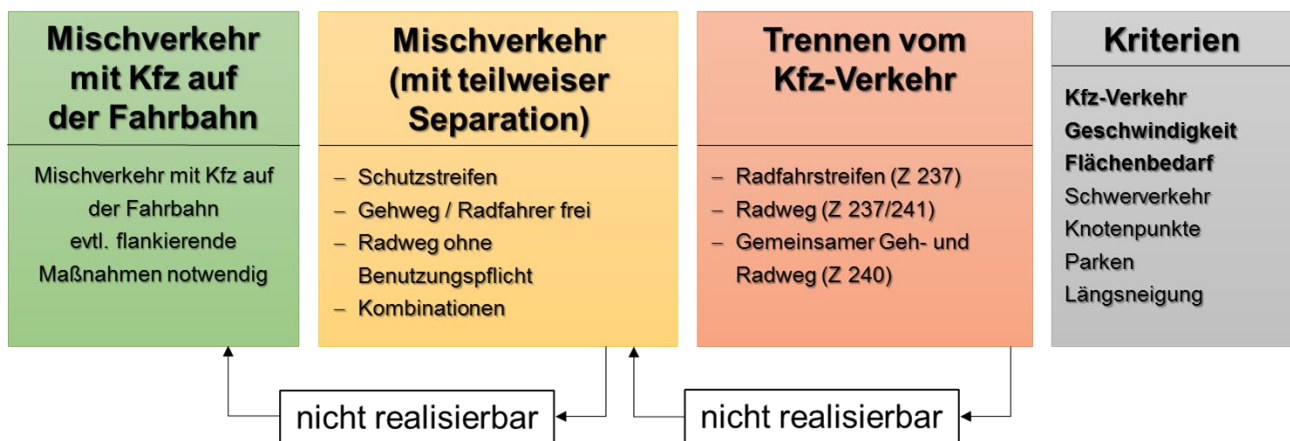 Mischverkehr
mit Kfz auf
der Fahrbahn
Mischverkehr mit Kfz auf
der Fahrbahn
evtl. flankierende
Maßnahmen notwendig
Mischverkehr
(mit teilweiser
Separation)
– Schutzstreifen
– Gehweg / Radfahrer frei
– Radweg ohne
Benutzungspflicht
– Kombinationen
Trennen vom
Kfz-Verkehr
– Radfahrstreifen (Z 237)
– Radweg (Z 237/241)
– Gemeinsamer Geh- und
Radweg (Z 240)
Kriterien
Kfz-Verkehr
Geschwindigkeit
Flächenbedarf
Schwerverkehr
Knotenpunkte
Parken
Längsneigung
nicht realisierbar
nicht realisierbar